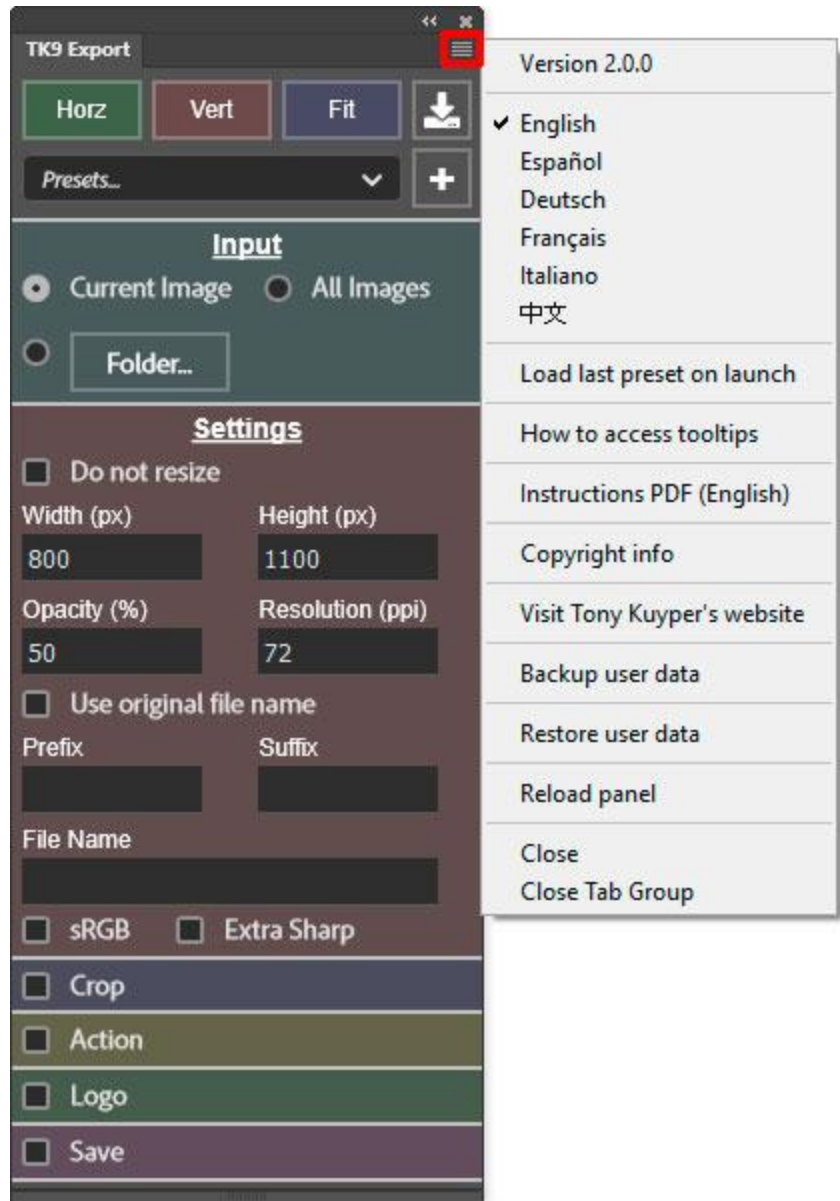 TK9 Export
Horz Vert Fit
Presets...
Input
Current Image All Images
Folder...
Settings
Do not resize
Width (px) Height (px)
800 1100
Opacity (%) Resolution (ppi)
50 72
Use original file name
Prefix Suffix
File Name
sRGB Extra Sharp
Crop
Action
Logo
Save
Version 2.0.0
English
Español
Deutsch
Français
Italiano
中文
Load last preset on launch
How to access tooltips
Instructions PDF (English)
Copyright info
Visit Tony Kuyper's website
Backup user data
Restore user data
Reload panel
Close
Close Tab Group